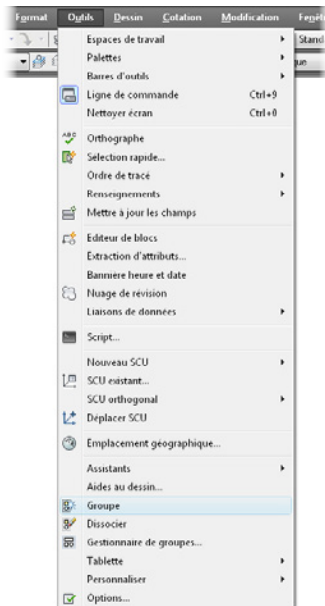 Format Outils Dessin Cotation Modification Fenêt
Stand
que
Espaces de travail
Palettes
Barres d'outils
Ligne de commande Ctrl+9
Nettoyer écran Ctrl+0
ABC
Orthographe
Sélection rapide...
Ordre de tracé
Renseignements
Mettre à jour les champs
Editeur de blocs
Extraction d'attributs...
Bannière heure et date
Nuage de révision
Liaisons de données
Script...
Nouveau SCU
SCU existant...
SCU orthogonal
Déplacer SCU
Emplacement géographique...
Assistants
Aides au dessin...
Groupe
Dissocier
Gestionnaire de groupes...
Tablette
Personnaliser
Options...